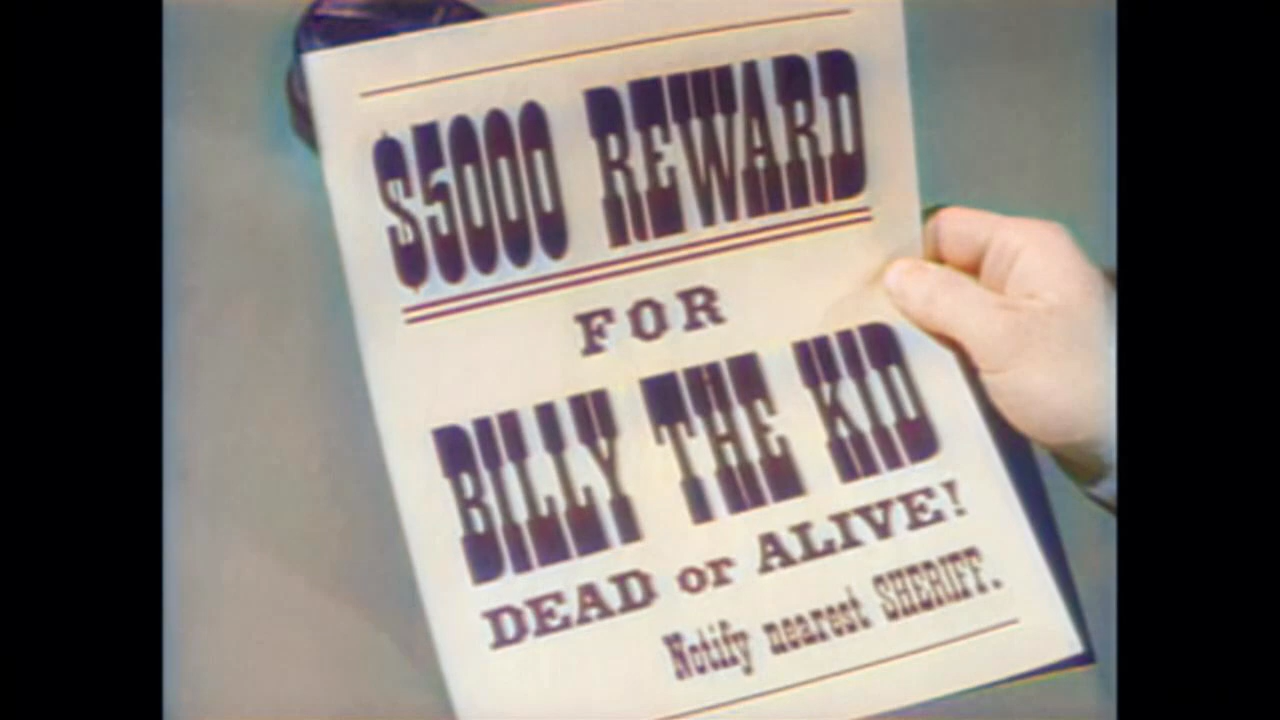 $5000 REWARD
FOR
BILLY THE KID
DEAD or ALIVE!
Notify nearest SHERIFF.